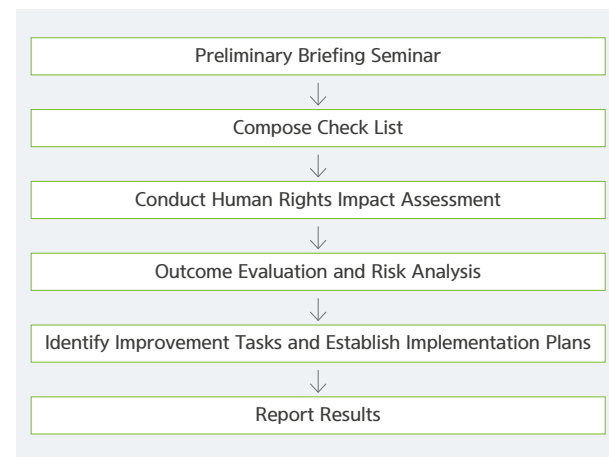 Preliminary Briefing Seminar
Compose Check List
Conduct Human Rights Impact Assessment
Outcome Evaluation and Risk Analysis
Identify Improvement Tasks and Establish Implementation Plans
Report Results